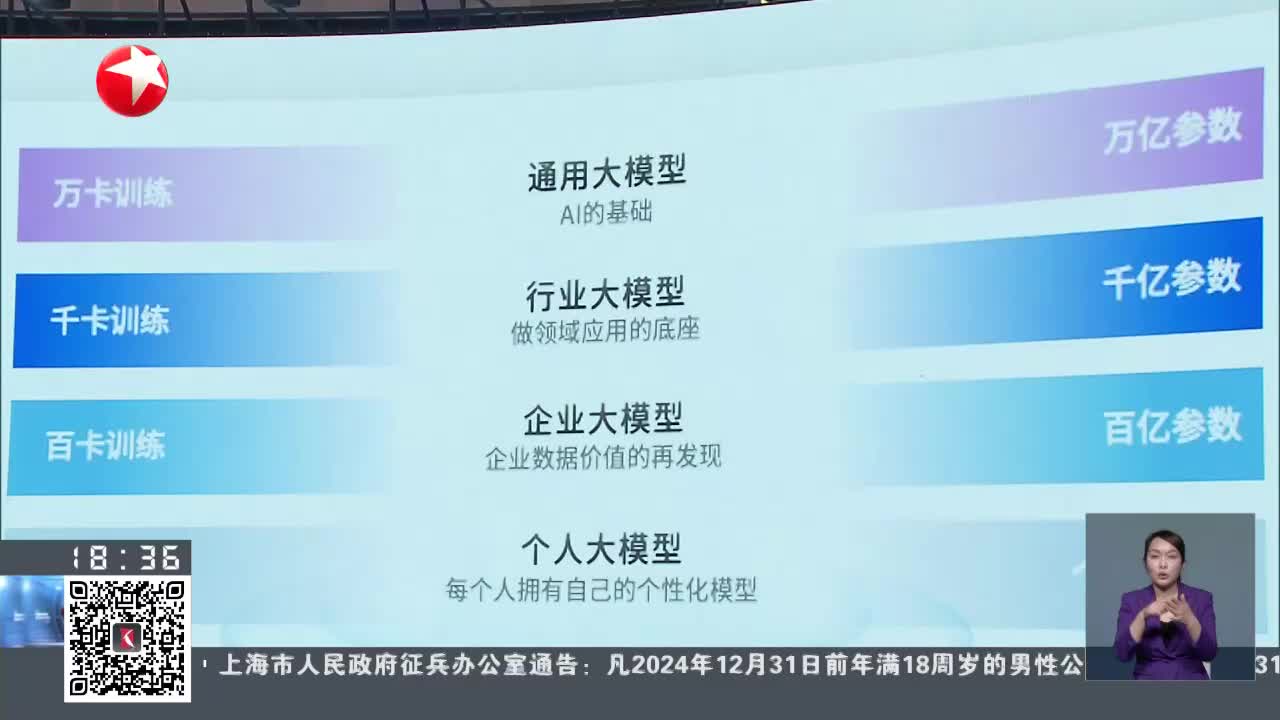 万卡训练
通用大模型
AI的基础
万亿参数
千卡训练
行业大模型
做领域应用的底座
千亿参数
百卡训练
企业大模型
企业数据价值的再发现
百亿参数
个人大模型
每个人拥有自己的个性化模型
18:36
上海市人民政府征兵办公室通告：凡2024年12月31日前年满18周岁的男性公
31